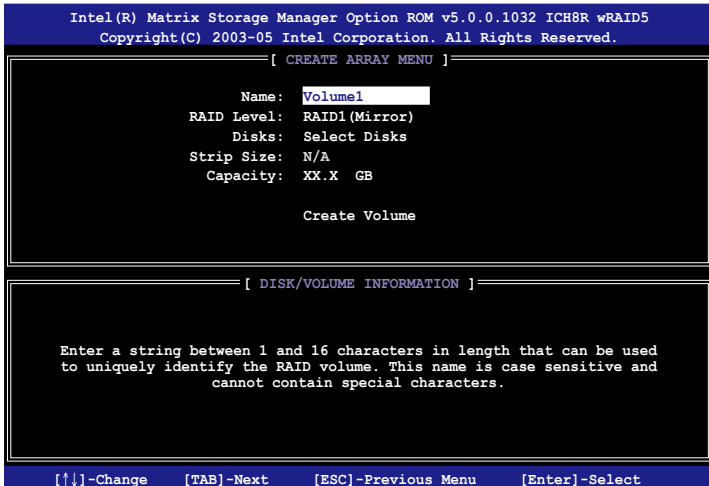 Intel(R) Matrix Storage Manager Option ROM v5.0.0.1032 ICH8R wRAID5
Copyright(C) 2003-05 Intel Corporation. All Rights Reserved.
[ CREATE ARRAY MENU ]
Name: Volume1
RAID Level: RAID1(Mirror)
Disks: Select Disks
Strip Size: N/A
Capacity: XX.X GB
Create Volume
[ DISK/VOLUME INFORMATION ]
Enter a string between 1 and 16 characters in length that can be used
to uniquely identify the RAID volume. This name is case sensitive and
cannot contain special characters.
[↑↓]-Change [TAB]-Next [ESC]-Previous Menu [Enter]-Select